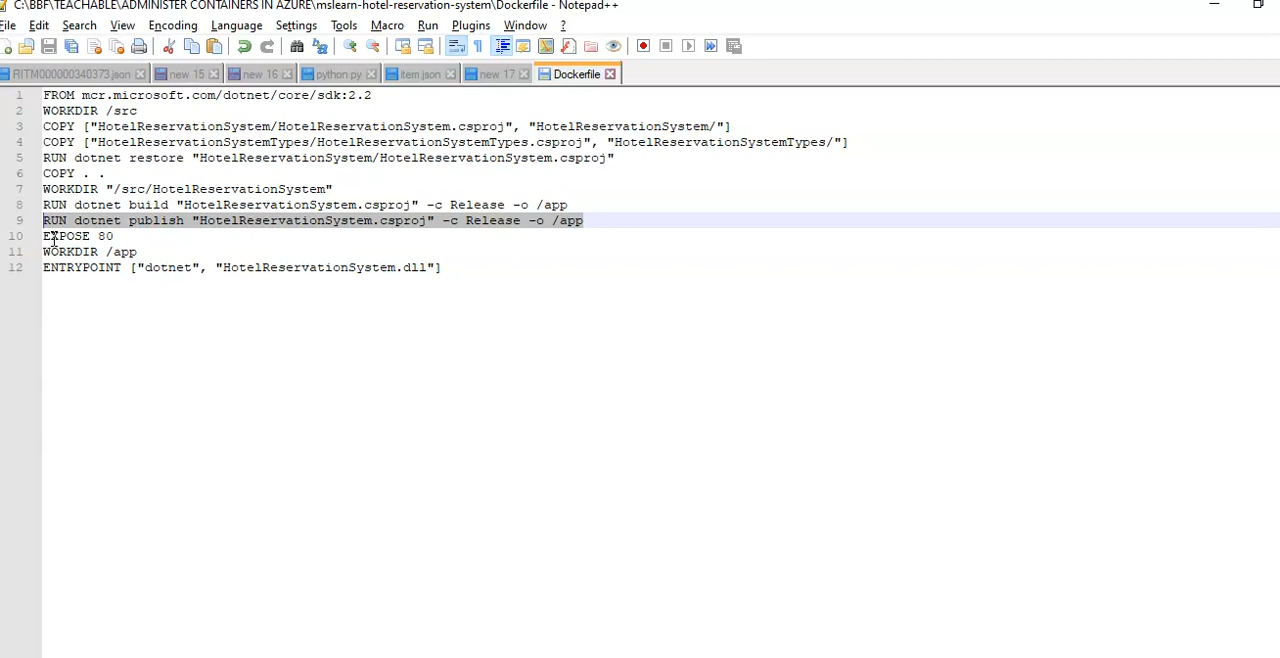 C:\BBF\TEACHABLE\ADMINISTER CONTAINERS IN AZURE\mslearn-hotel-reservation-system\Dockerfile - Notepad++
File Edit Search View Encoding Language Settings Tools Macro Run Plugins Window ?
RITM000000340373.json new 15 new 16 python.py item.json new 17 Dockerfile
1 FROM mcr.microsoft.com/dotnet/core/sdk:2.2
2 WORKDIR /src
3 COPY ["HotelReservationSystem/HotelReservationSystem.csproj", "HotelReservationSystem/"]
4 COPY ["HotelReservationSystemTypes/HotelReservationSystemTypes.csproj", "HotelReservationSystemTypes/"]
5 RUN dotnet restore "HotelReservationSystem/HotelReservationSystem.csproj"
6 COPY . .
7 WORKDIR "/src/HotelReservationSystem"
8 RUN dotnet build "HotelReservationSystem.csproj" -c Release -o /app
9 RUN dotnet publish "HotelReservationSystem.csproj" -c Release -o /app
10 EXPOSE 80
11 WORKDIR /app
12 ENTRYPOINT ["dotnet", "HotelReservationSystem.dll"]